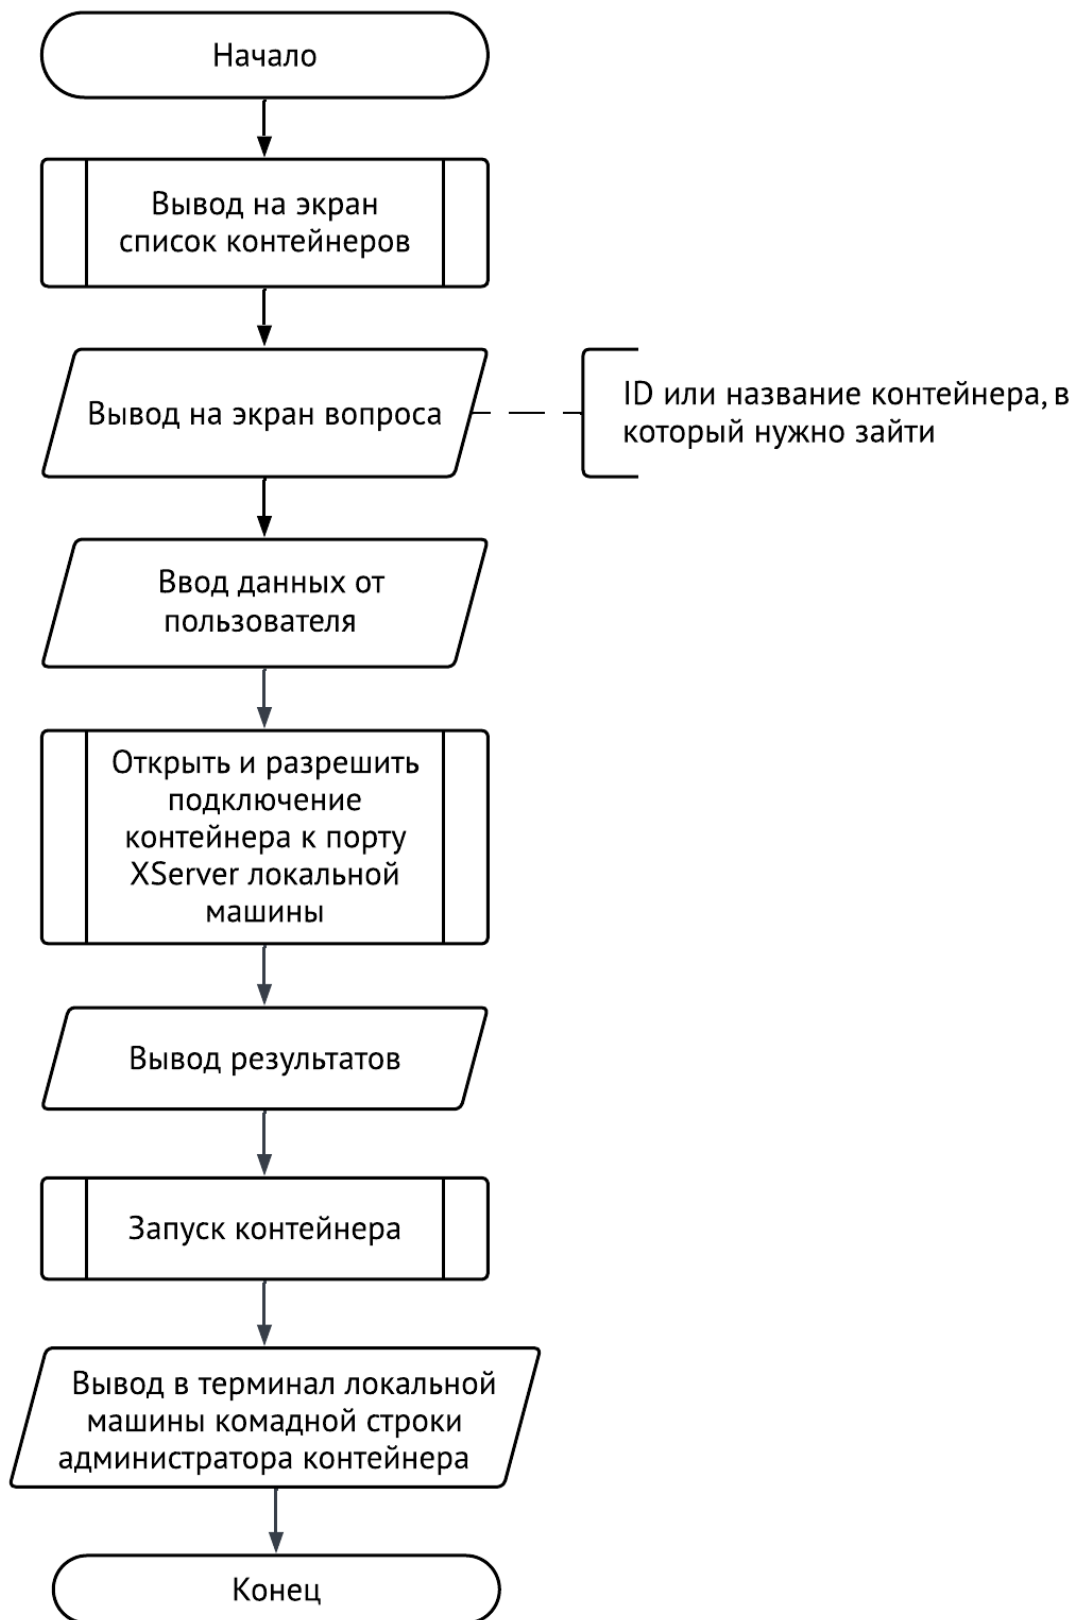 Начало
Вывод на экран
список контейнеров
Вывод на экран вопроса
ID или название контейнера, в
который нужно зайти
Ввод данных от
пользователя
Открыть и разрешить
подключение
контейнера к порту
XServer локальной
машины
Вывод результатов
Запуск контейнера
Вывод в терминал локальной
машины комадной строки
администратора контейнера
Конец